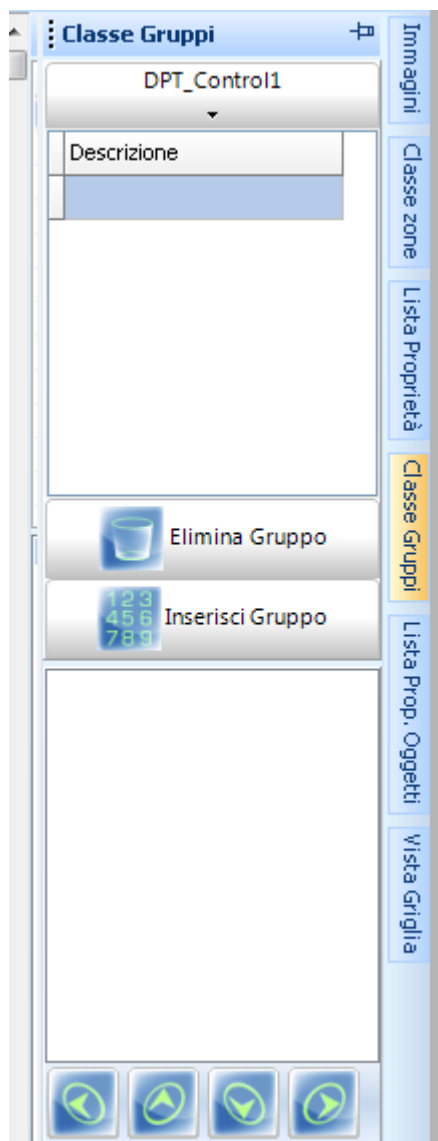 Classe Gruppi
DPT_Control1
Descrizione
Elimina Gruppo
123
456
789
Inserisci Gruppo
Immagini
Classe zone
Lista Proprietà
Classe Gruppi
Lista Prop. Oggetti
Vista Griglia